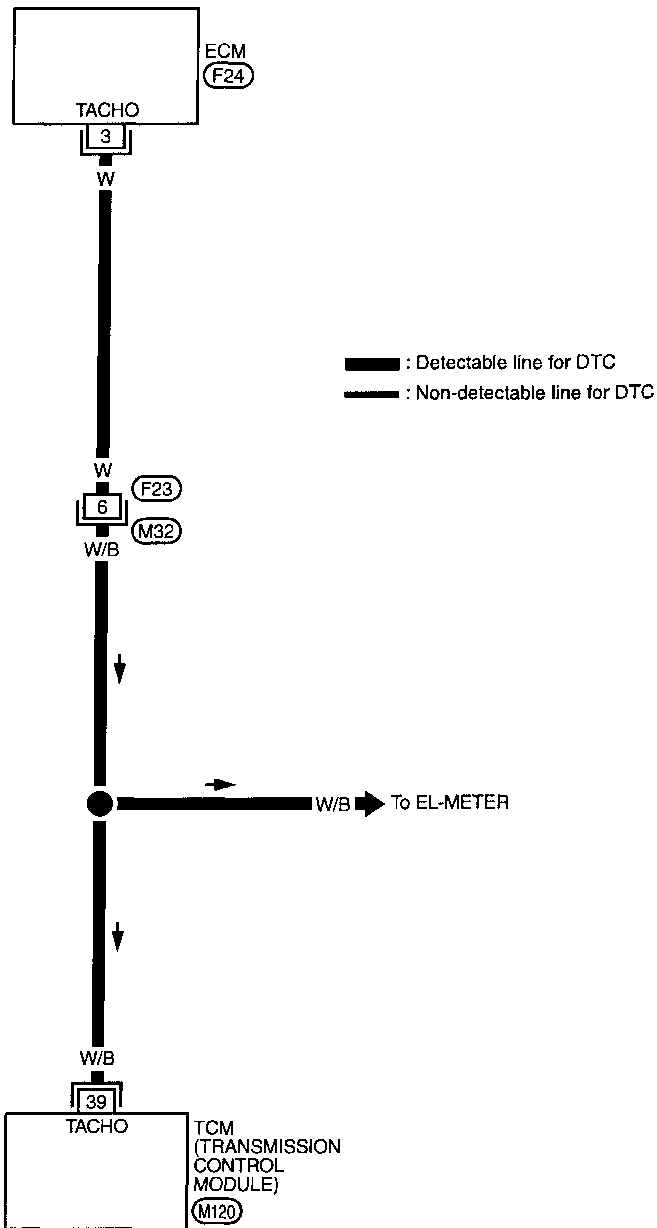 ECM
F24
TACHO
3
W
: Detectable line for DTC
: Non-detectable line for DTC
W
F23
6
M32
W/B
W/B
To EL-METER
W/B
39
TACHO
TCM
(TRANSMISSION
CONTROL
MODULE)
M120